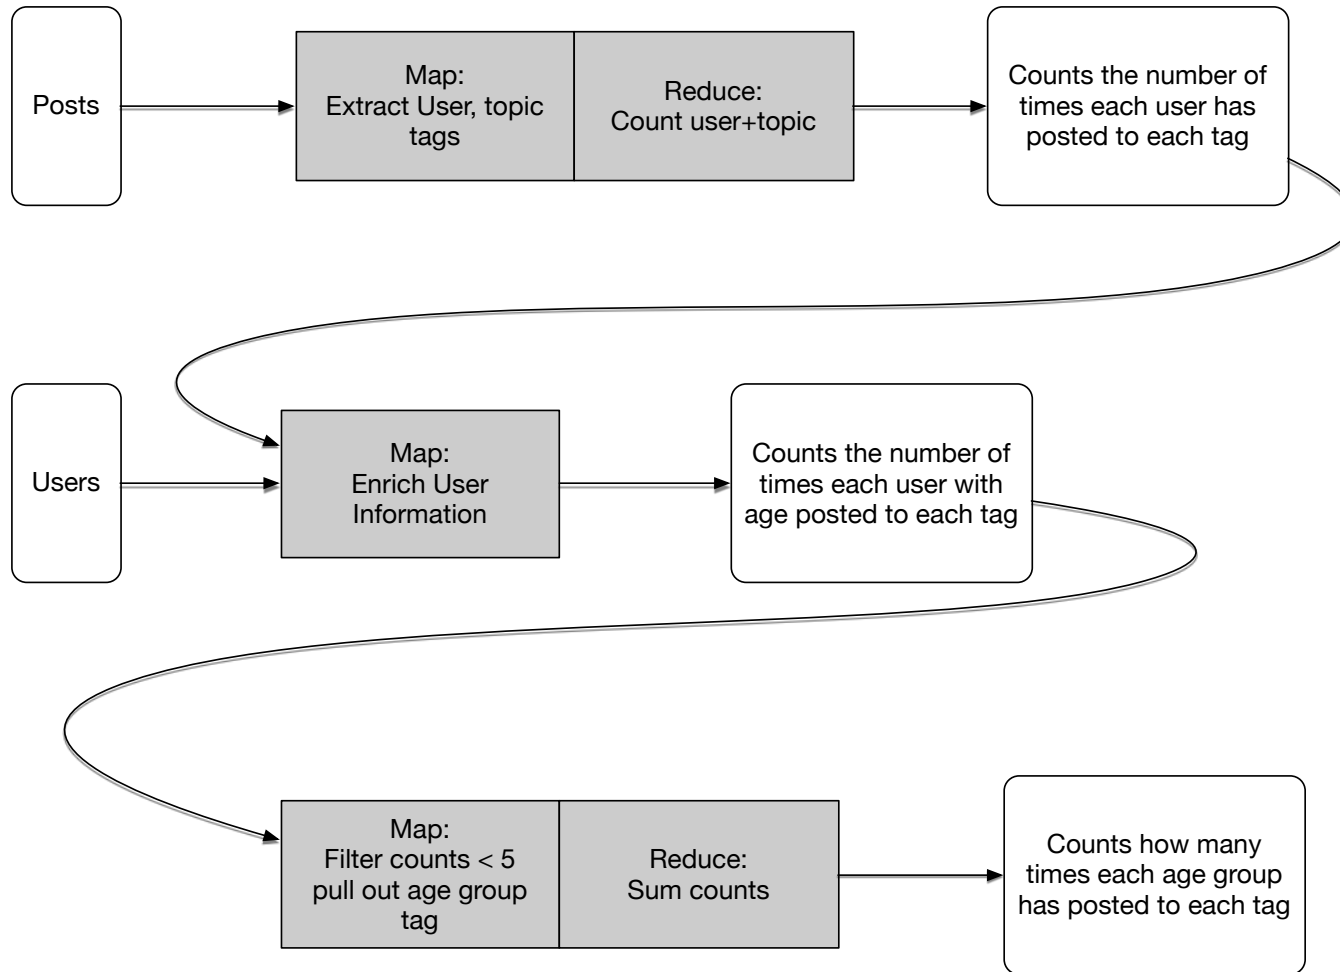 Posts
Map:
Extract User, topic
tags
Reduce:
Count user+topic
Counts the number of
times each user has
posted to each tag
Users
Map:
Enrich User
Information
Counts the number of
times each user with
age posted to each tag
Map:
Filter counts < 5
pull out age group
tag
Reduce:
Sum counts
Counts how many
times each age group
has posted to each tag